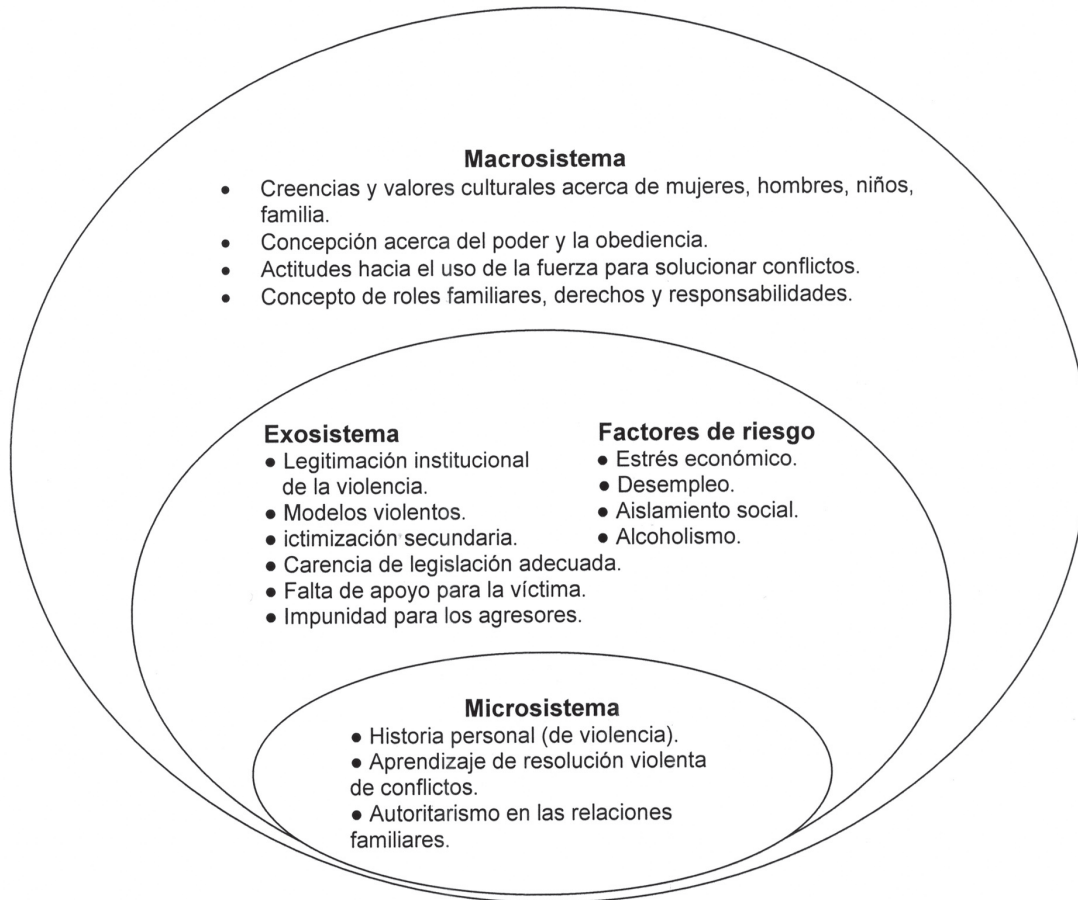 Macrosistema
• Creencias y valores culturales acerca de mujeres, hombres, niños,
familia.
• Concepción acerca del poder y la obediencia.
• Actitudes hacia el uso de la fuerza para solucionar conflictos.
• Concepto de roles familiares, derechos y responsabilidades.
Exosistema
● Legitimación institucional
de la violencia.
● Modelos violentos.
● ictimización secundaria.
● Carencia de legislación adecuada.
● Falta de apoyo para la víctima.
● Impunidad para los agresores.
Factores de riesgo
● Estrés económico.
● Desempleo.
● Aislamiento social.
● Alcoholismo.
Microsistema
● Historia personal (de violencia).
● Aprendizaje de resolución violenta
de conflictos.
● Autoritarismo en las relaciones
familiares.